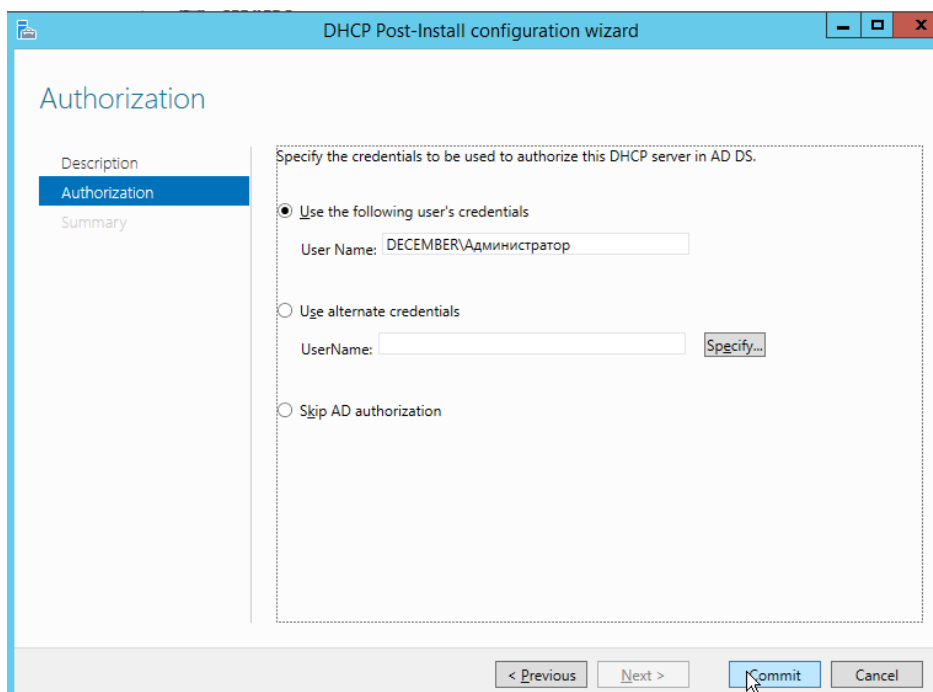 DHCP Post-Install configuration wizard
Authorization
Description
Authorization
Summary
Specify the credentials to be used to authorize this DHCP server in AD DS.
Use the following user's credentials
User Name: DECEMBER\Администратор
Use alternate credentials
UserName:
Specify...
Skip AD authorization
< Previous
Next >
Commit
Cancel